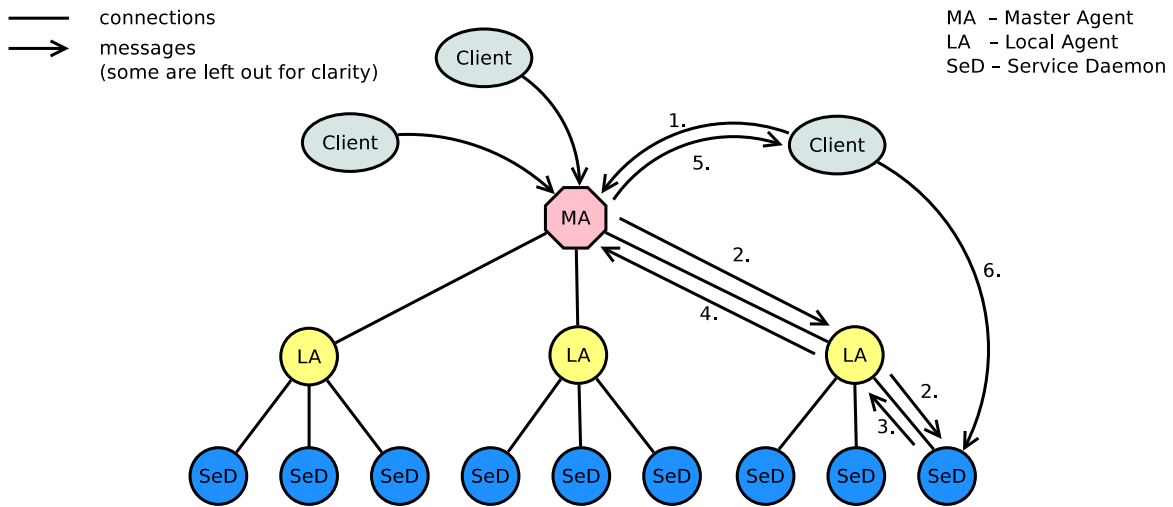 connections
messages
(some are left out for clarity)
MA – Master Agent
LA – Local Agent
SeD – Service Daemon
Client
Client
Client
1.
5.
MA
2.
6.
4.
LA
LA
LA
2.
3.
SeD
SeD
SeD
SeD
SeD
SeD
SeD
SeD
SeD